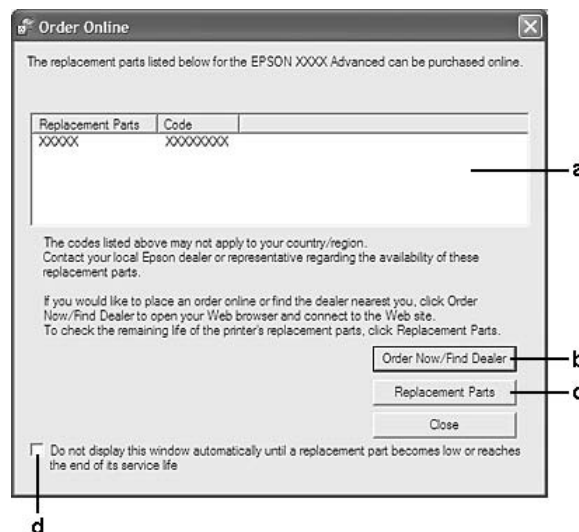 Order Online
The replacement parts listed below for the EPSON XXXX Advanced can be purchased online.
Replacement Parts Code
XXXXX XXXXXXXX
a
The codes listed above may not apply to your country/region.
Contact your local Epson dealer or representative regarding the availability of these
replacement parts.
If you would like to place an order online or find the dealer nearest you, click Order
Now/Find Dealer to open your Web browser and connect to the Web site.
To check the remaining life of the printer's replacement parts, click Replacement Parts.
Order Now/Find Dealer b
Replacement Parts c
Close
Do not display this window automatically until a replacement part becomes low or reaches
the end of its service life
d